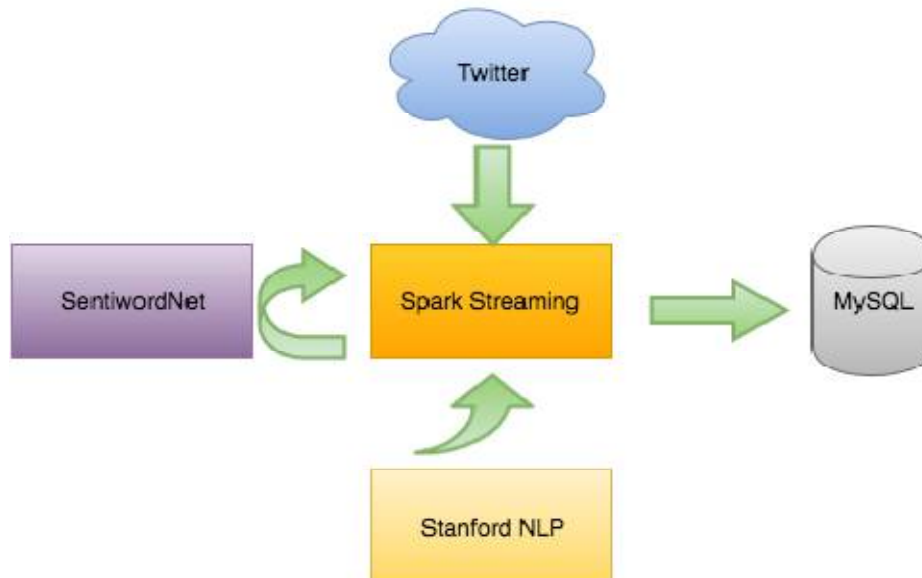 Twitter
SentiwordNet
Spark Streaming
MySQL
Stanford NLP